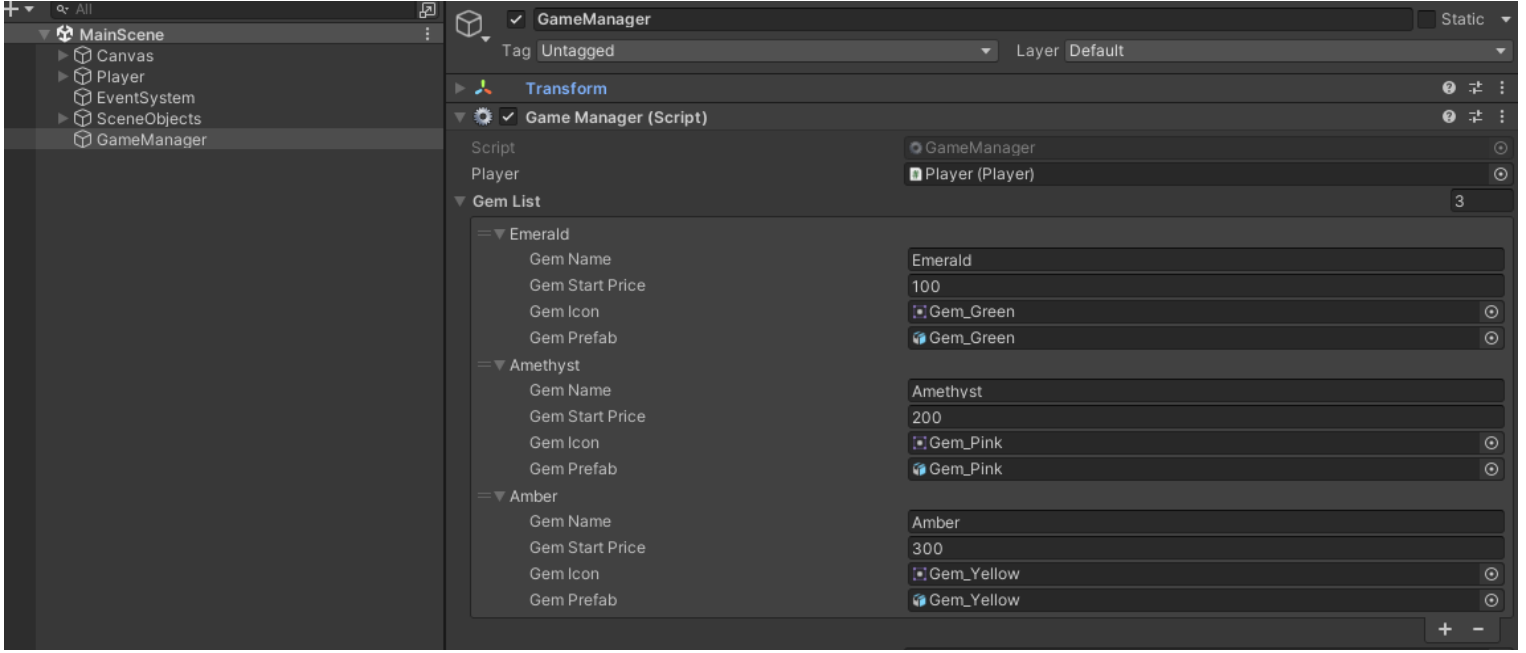 All
MainScene
Canvas
Player
EventSystem
SceneObjects
GameManager
GameManager Static
Tag Untagged Layer Default
Transform
Game Manager (Script)
Script GameManager
Player Player (Player)
Gem List 3
Emerald
Gem Name Emerald
Gem Start Price 100
Gem Icon Gem_Green
Gem Prefab Gem_Green
Amethyst
Gem Name Amethyst
Gem Start Price 200
Gem Icon Gem_Pink
Gem Prefab Gem_Pink
Amber
Gem Name Amber
Gem Start Price 300
Gem Icon Gem_Yellow
Gem Prefab Gem_Yellow